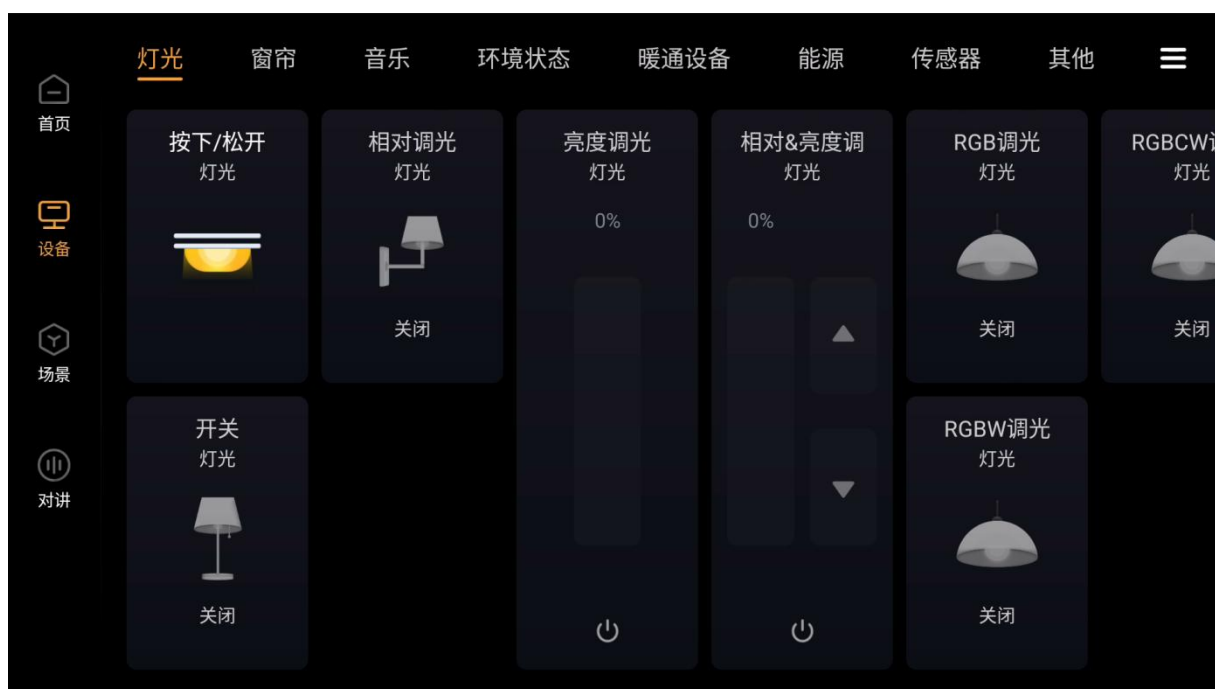 灯光
窗帘
音乐
环境状态
暖通设备
能源
传感器
其他
首页
设备
场景
对讲
按下/松开
灯光
相对调光
灯光
关闭
亮度调光
灯光
0%
相对&亮度调
灯光
0%
RGB调光
灯光
关闭
RGBCW
灯光
关闭
开关
灯光
关闭
RGBW调光
灯光
关闭